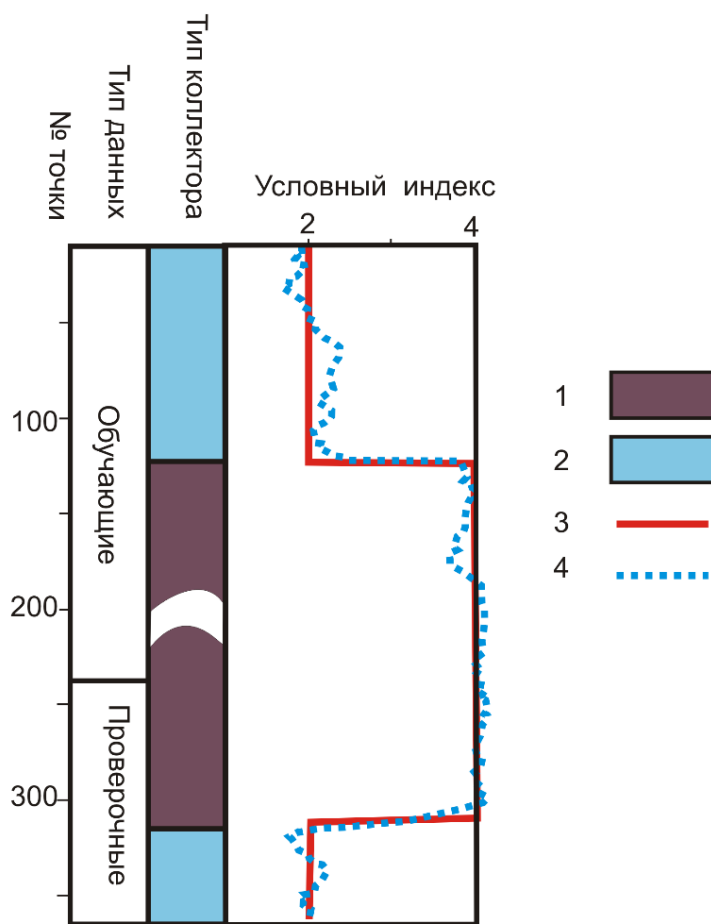 № точки
Тип данных
Тип коллектора
Условный индекс
2
4
100
200
300
Обучающие
Проверочные
1
2
3
4